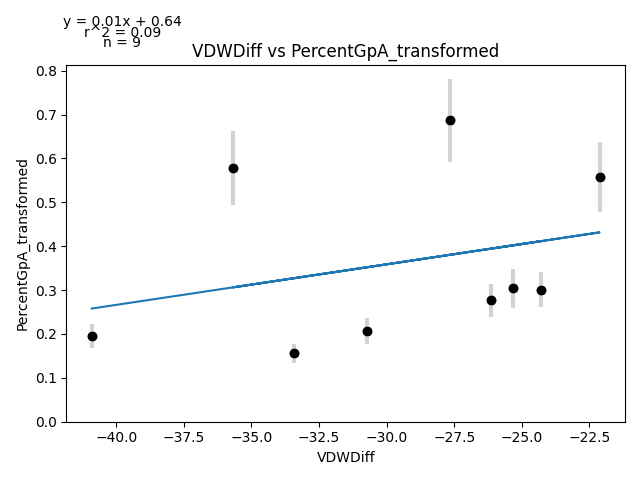 y = 0.01x + 0.64
r^2 = 0.09
n = 9
VDWDiff vs PercentGpA_transformed
0.8
0.7
0.6
0.5
0.4
0.3
0.2
0.1
0.0
PercentGpA_transformed
−40.0 −37.5 −35.0 −32.5 −30.0 −27.5 −25.0 −22.5
VDWDiff